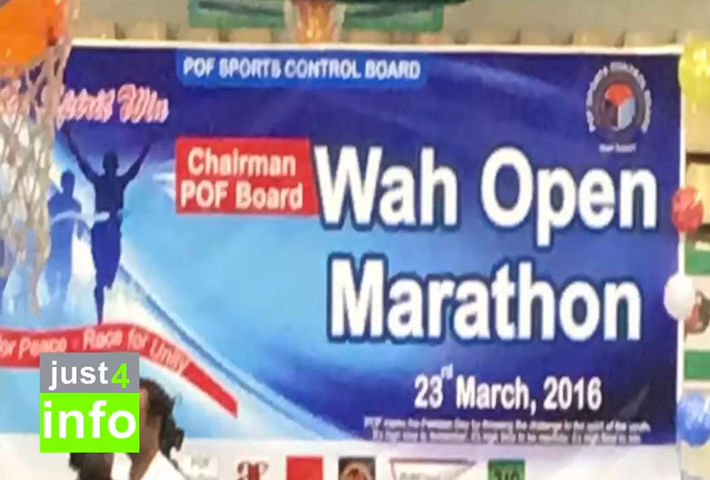 POF SPORTS CONTROL BOARD
Spirit Win
Chairman
POF Board
Wah Open
Marathon
or Peace - Race for Unity
23rd March, 2016
just4
info